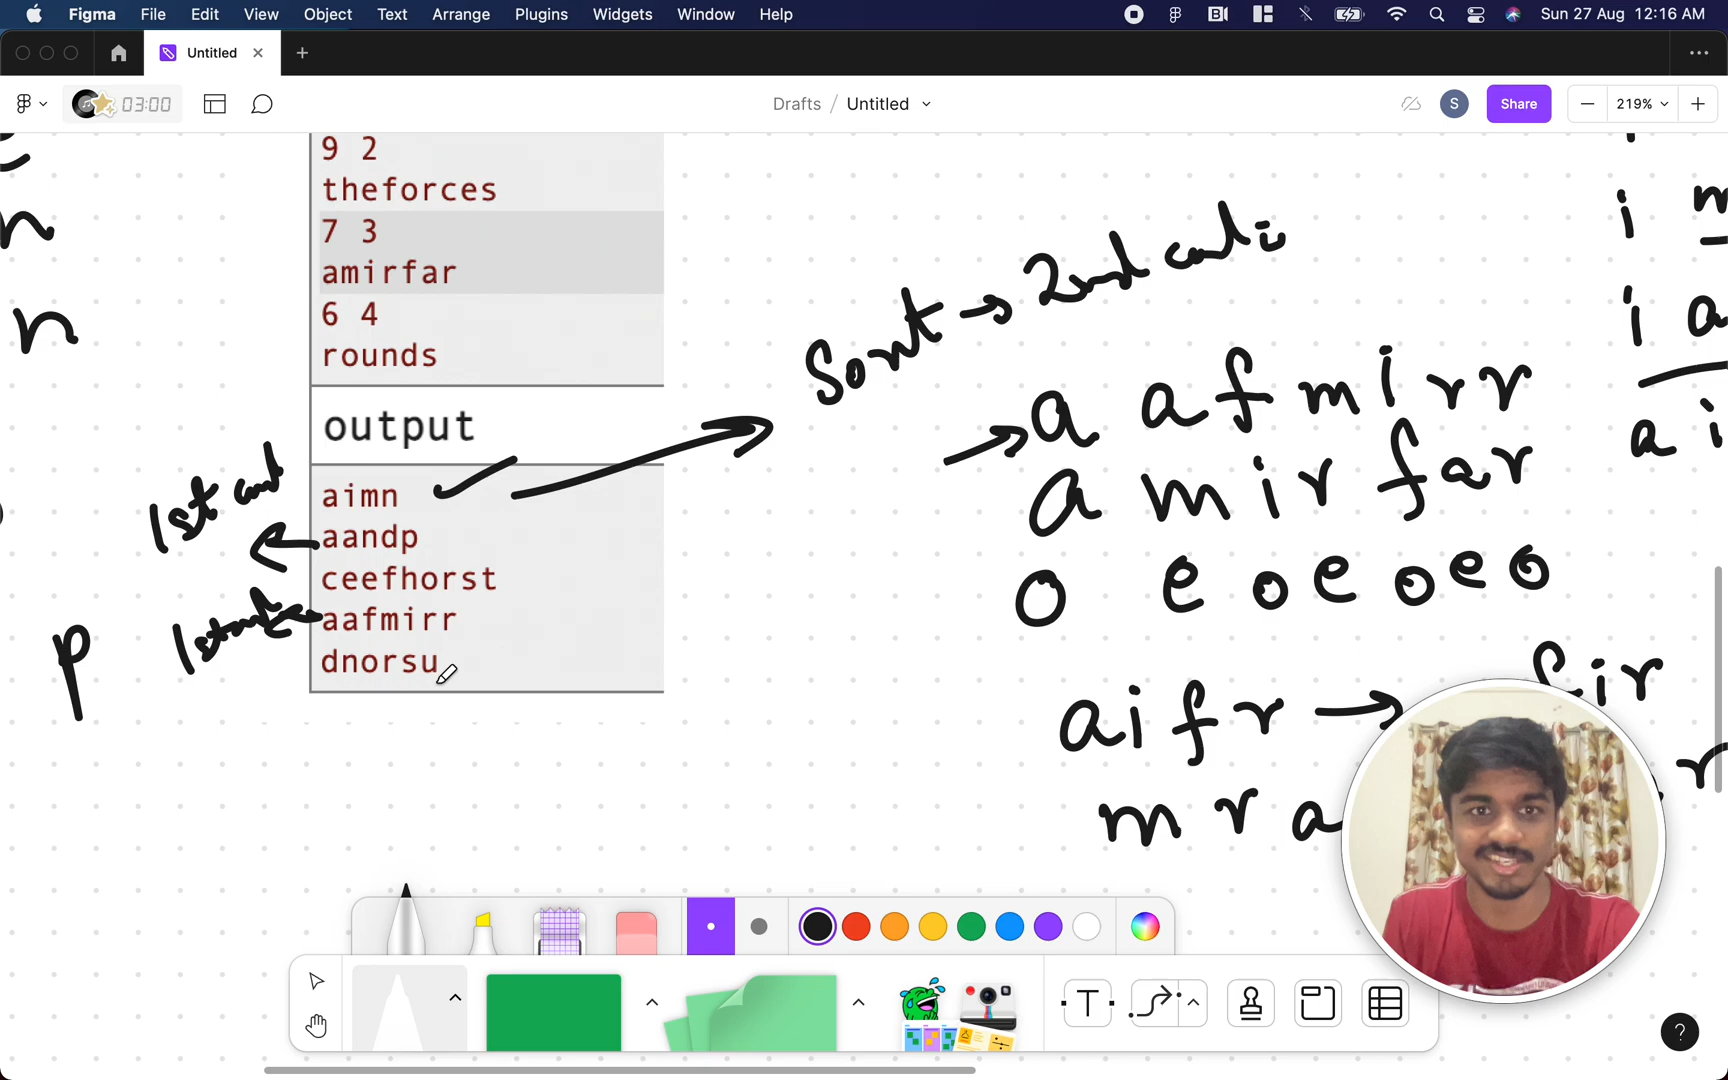 Figma File Edit View Object Text Arrange Plugins Widgets Window Help Sun 27 Aug 12:16 AM
Untitled
03:00 Drafts / Untitled S Share 219%
9 2
theforces
7 3
amirfar
6 4
rounds
output
aimn
aandp
ceefhorst
aafmirr
dnorsu
n
n
p
1st
Sort → 2nd
a a f m i r r
a m i r f a r
o e o e o e o
a i f r →
f i r
m r a
r
i m
i a
a i
T
?